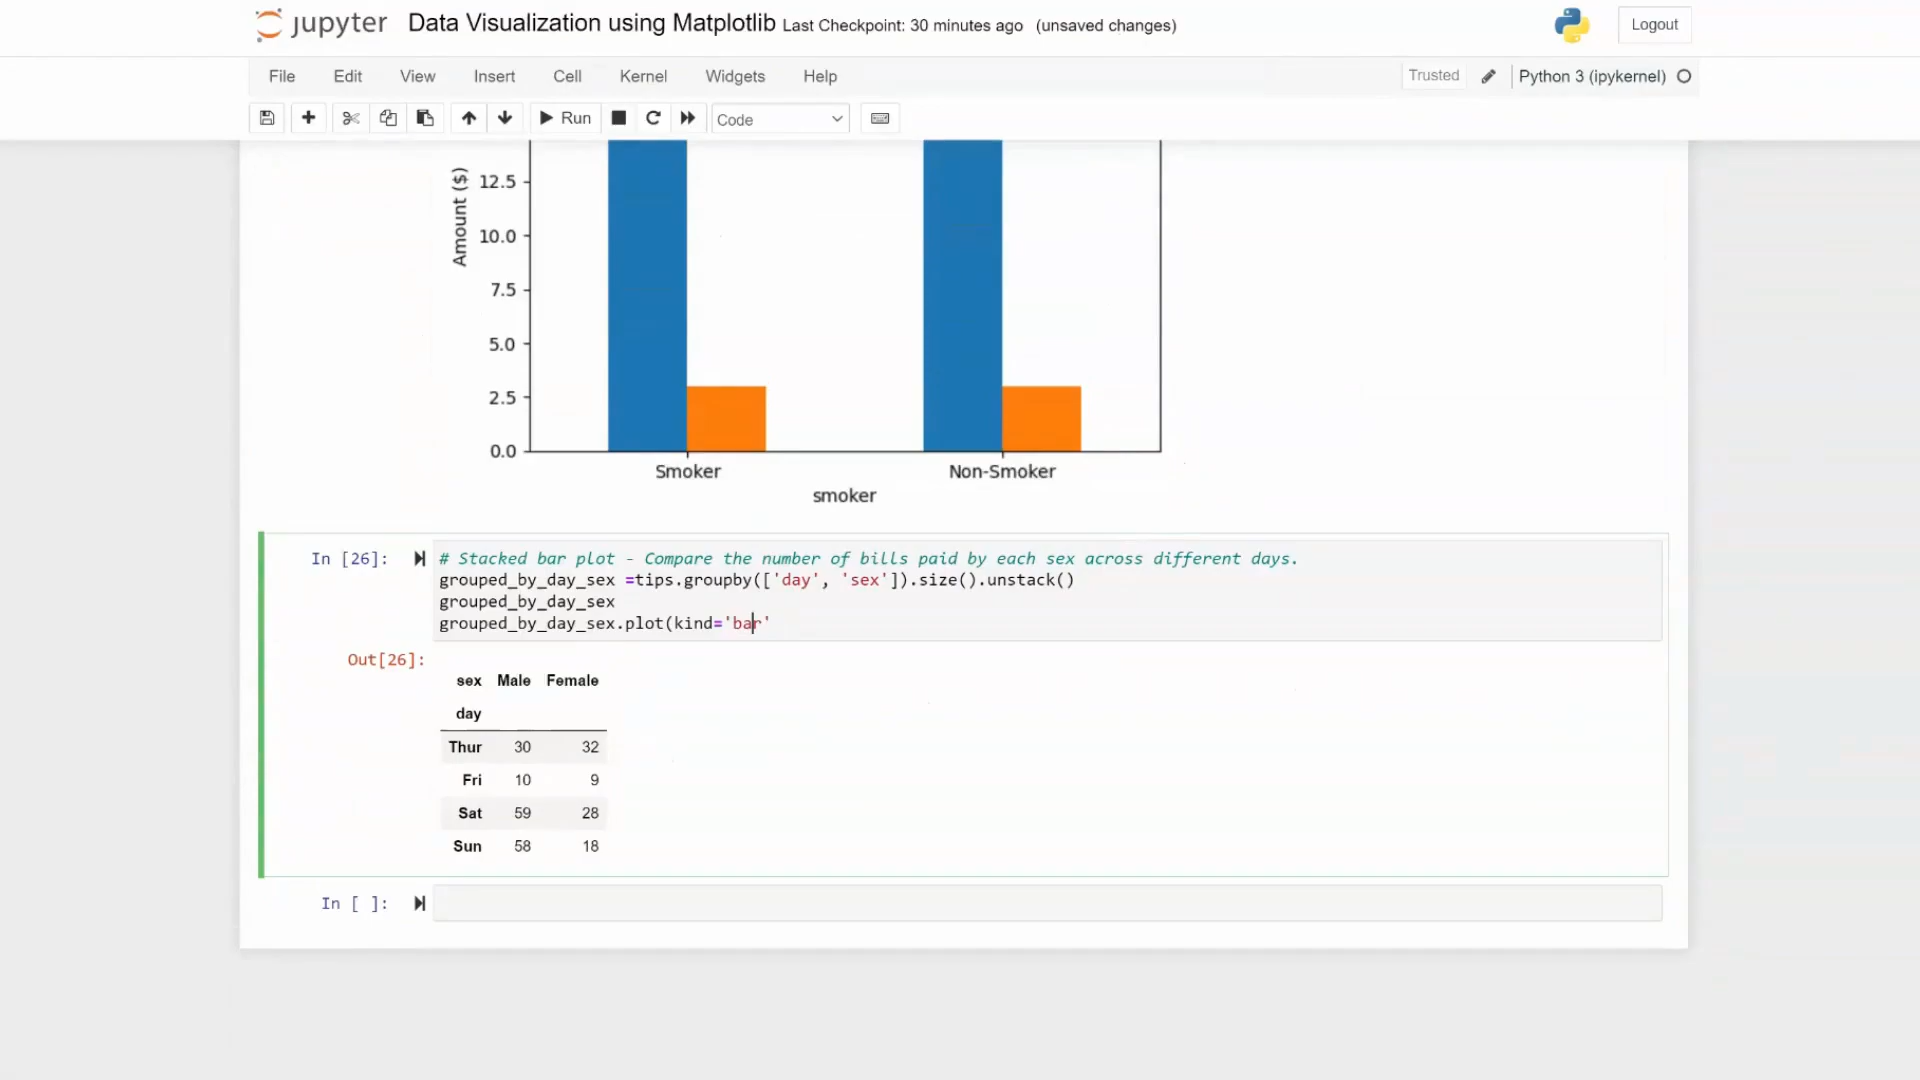 jupyter Data Visualization using Matplotlib Last Checkpoint: 30 minutes ago (unsaved changes) Logout
File Edit View Insert Cell Kernel Widgets Help Trusted Python 3 (ipykernel)
Run Code
Amount ($)
12.5
10.0
7.5
5.0
2.5
0.0
Smoker Non-Smoker
smoker
In [26]: # Stacked bar plot - Compare the number of bills paid by each sex across different days.
grouped_by_day_sex =tips.groupby(['day', 'sex']).size().unstack()
grouped_by_day_sex
grouped_by_day_sex.plot(kind='bar'
Out[26]:
sex Male Female
day
Thur 30 32
Fri 10 9
Sat 59 28
Sun 58 18
In [ ]: